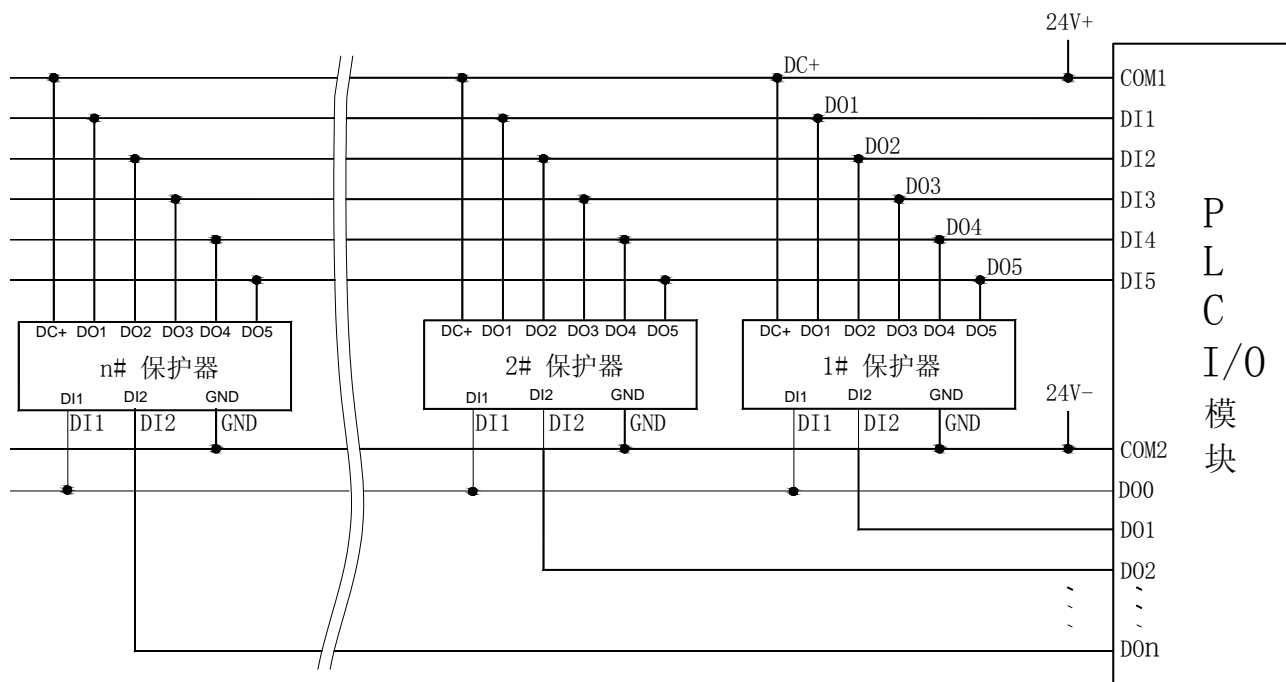 24V+
DC+
COM1
DO1
DI1
DO2
DI2
DO3
DI3
DO4
DI4
DO5
DI5
DC+ DO1 DO2 DO3 DO4 DO5
n# 保护器
DI1 DI2 GND
DI1 DI2 GND
DC+ DO1 DO2 DO3 DO4 DO5
2# 保护器
DI1 DI2 GND
DI1 DI2 GND
DC+ DO1 DO2 DO3 DO4 DO5
1# 保护器
DI1 DI2 GND
DI1 DI2 GND
24V-
COM2
DO0
DO1
DO2
DOn
P
L
C
I/O
模
块